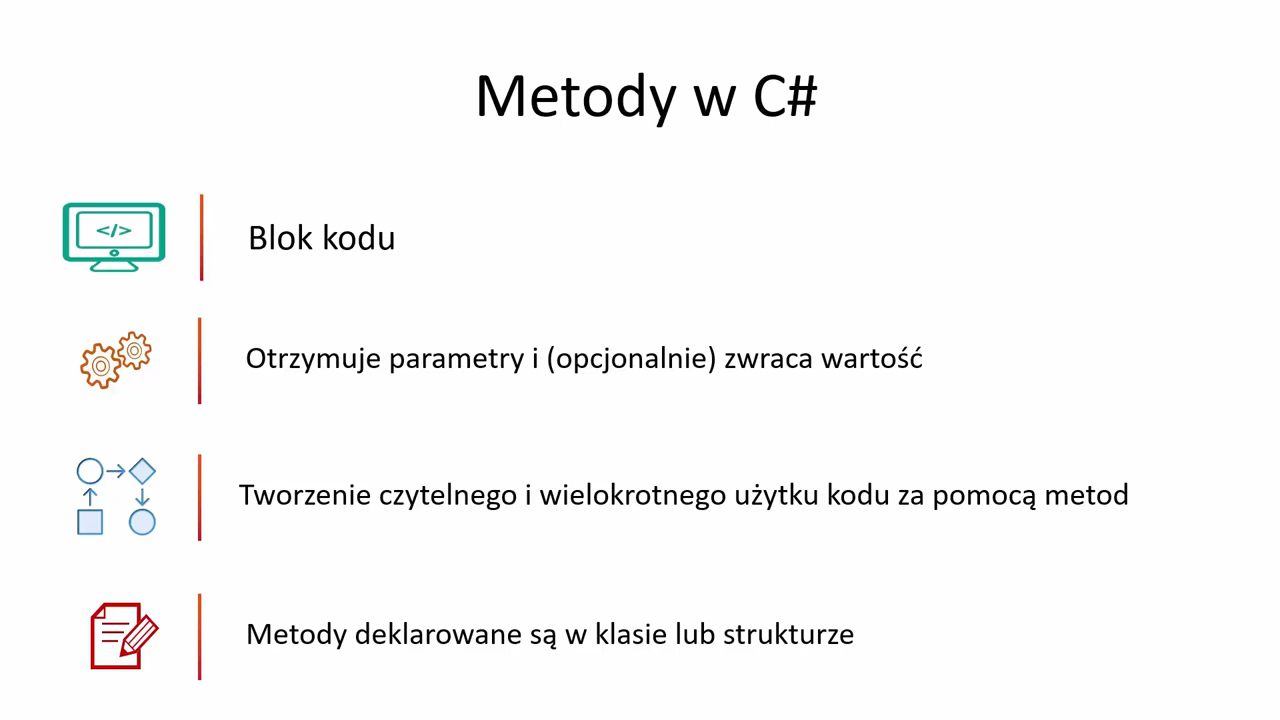 Metody w C#
</>
Blok kodu
Otrzymuje parametry i (opcjonalnie) zwraca wartość
Tworzenie czytelnego i wielokrotnego użytku kodu za pomocą metod
Metody deklarowane są w klasie lub strukturze